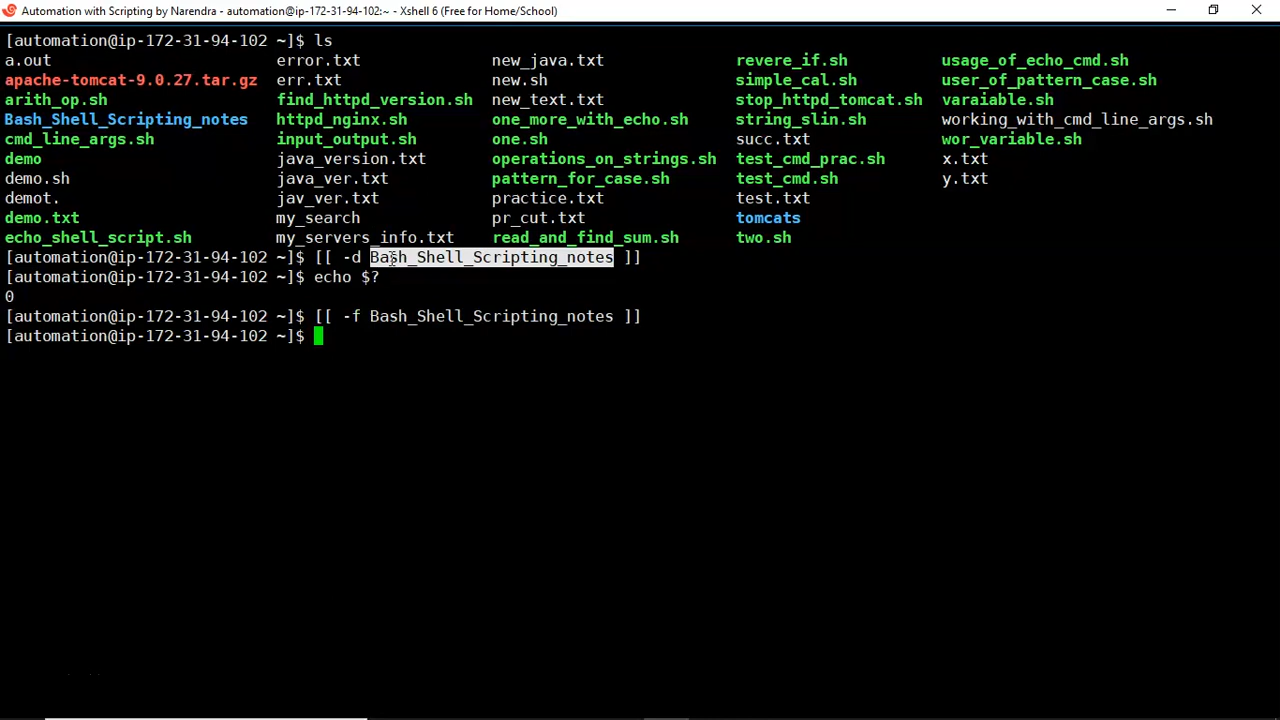 Automation with Scripting by Narendra - automation@ip-172-31-94-102:~ - Xshell 6 (Free for Home/School)
[automation@ip-172-31-94-102 ~]$ ls
a.out error.txt new_java.txt revere_if.sh usage_of_echo_cmd.sh
apache-tomcat-9.0.27.tar.gz err.txt new.sh simple_cal.sh user_of_pattern_case.sh
arith_op.sh find_httpd_version.sh new_text.txt stop_httpd_tomcat.sh varaiable.sh
Bash_Shell_Scripting_notes httpd_nginx.sh one_more_with_echo.sh string_slin.sh working_with_cmd_line_args.sh
cmd_line_args.sh input_output.sh one.sh succ.txt wor_variable.sh
demo java_version.txt operations_on_strings.sh test_cmd_prac.sh x.txt
demo.sh java_ver.txt pattern_for_case.sh test_cmd.sh y.txt
demot. jav_ver.txt practice.txt test.txt
demo.txt my_search pr_cut.txt tomcats
echo_shell_script.sh my_servers_info.txt read_and_find_sum.sh two.sh
[automation@ip-172-31-94-102 ~]$ [[ -d Bash_Shell_Scripting_notes ]]
[automation@ip-172-31-94-102 ~]$ echo $?
0
[automation@ip-172-31-94-102 ~]$ [[ -f Bash_Shell_Scripting_notes ]]
[automation@ip-172-31-94-102 ~]$